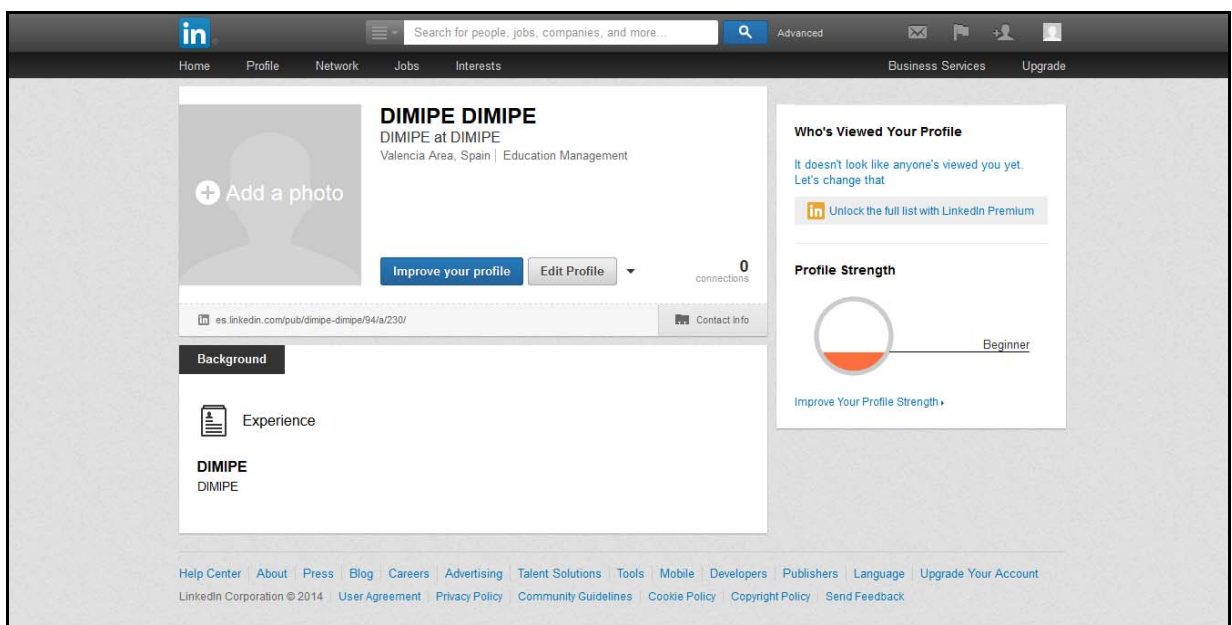 in
Search for people, jobs, companies, and more...
Advanced
Home Profile Network Jobs Interests Business Services Upgrade
Add a photo
DIMIPE DIMIPE
DIMIPE at DIMIPE
Valencia Area, Spain Education Management
Improve your profile Edit Profile
0
connections
in es.linkedin.com/pub/dimipe-dimipe/94/a/230/ Contact Info
Background
Experience
DIMIPE
DIMIPE
Who's Viewed Your Profile
It doesn't look like anyone's viewed you yet.
Let's change that
in Unlock the full list with LinkedIn Premium
Profile Strength
Beginner
Improve Your Profile Strength
Help Center About Press Blog Careers Advertising Talent Solutions Tools Mobile Developers Publishers Language Upgrade Your Account
LinkedIn Corporation © 2014 User Agreement Privacy Policy Community Guidelines Cookie Policy Copyright Policy Send Feedback